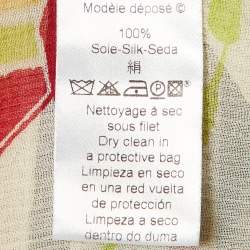 Modèle déposé ©
100%
Soie-Silk-Seda
絹
Nettoyage à sec
sous filet
Dry clean in
a protective bag
Limpieza en seco
en una red vuelta
de protección
Limpeza a seco
dentro do duma